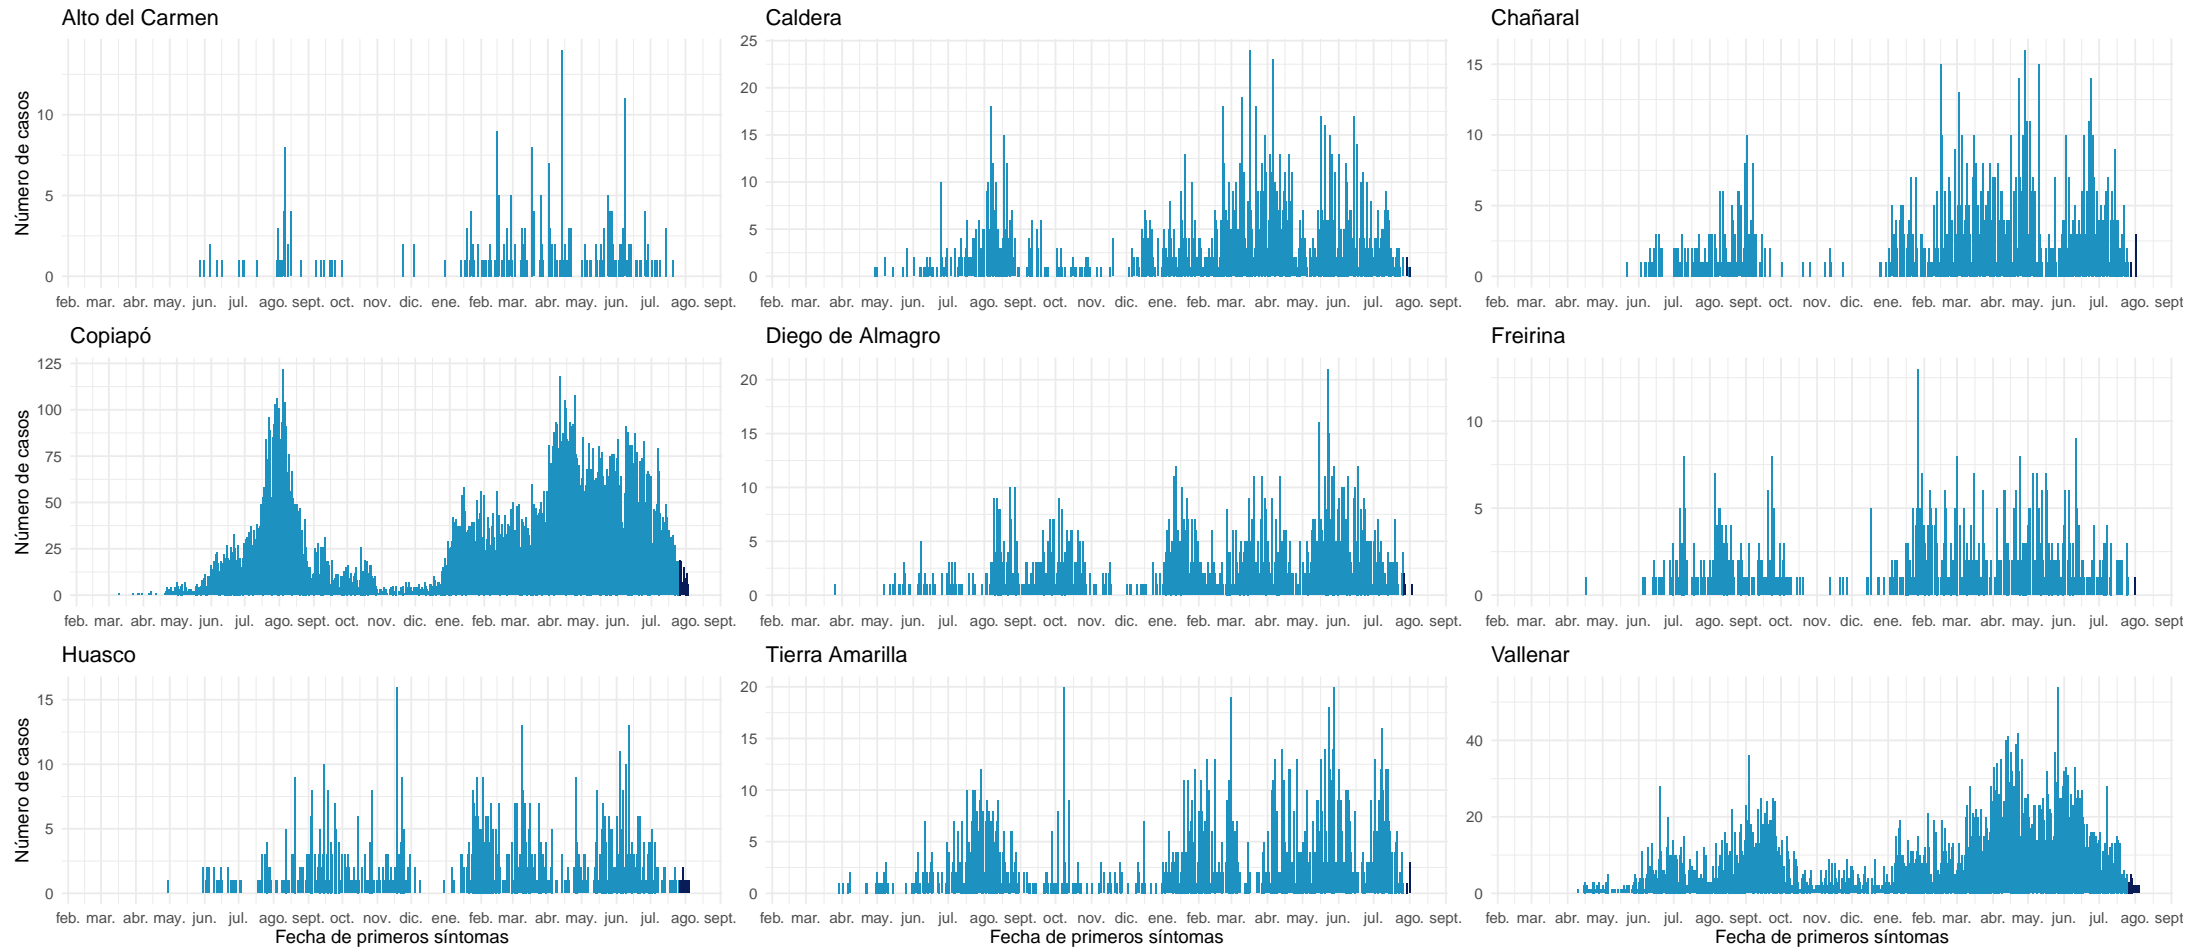 Alto del Carmen
Número de casos
10
5
0
feb. mar. abr. may. jun. jul. ago. sept. oct. nov. dic. ene. feb. mar. abr. may. jun. jul. ago. sept.
Caldera
25
20
15
10
5
0
feb. mar. abr. may. jun. jul. ago. sept. oct. nov. dic. ene. feb. mar. abr. may. jun. jul. ago. sept.
Chañaral
15
10
5
0
feb. mar. abr. may. jun. jul. ago. sept. oct. nov. dic. ene. feb. mar. abr. may. jun. jul. ago. sept
Copiapó
Número de casos
125
100
75
50
25
0
feb. mar. abr. may. jun. jul. ago. sept. oct. nov. dic. ene. feb. mar. abr. may. jun. jul. ago. sept.
Diego de Almagro
20
15
10
5
0
feb. mar. abr. may. jun. jul. ago. sept. oct. nov. dic. ene. feb. mar. abr. may. jun. jul. ago. sept.
Freirina
10
5
0
feb. mar. abr. may. jun. jul. ago. sept. oct. nov. dic. ene. feb. mar. abr. may. jun. jul. ago. sept.
Huasco
Número de casos
15
10
5
0
feb. mar. abr. may. jun. jul. ago. sept. oct. nov. dic. ene. feb. mar. abr. may. jun. jul. ago. sept.
Fecha de primeros síntomas
Tierra Amarilla
20
15
10
5
0
feb. mar. abr. may. jun. jul. ago. sept. oct. nov. dic. ene. feb. mar. abr. may. jun. jul. ago. sept.
Fecha de primeros síntomas
Vallenar
40
20
0
feb. mar. abr. may. jun. jul. ago. sept. oct. nov. dic. ene. feb. mar. abr. may. jun. jul. ago. sept.
Fecha de primeros síntomas